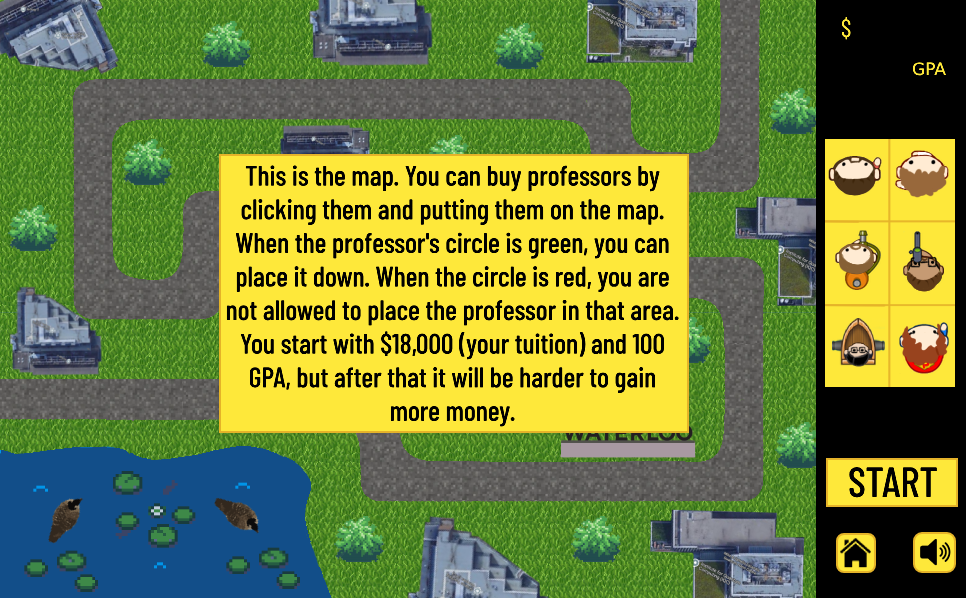 $
GPA
This is the map. You can buy professors by
clicking them and putting them on the map.
When the professor's circle is green, you can
place it down. When the circle is red, you are
not allowed to place the professor in that area.
You start with $18,000 (your tuition) and 100
GPA, but after that it will be harder to gain
more money.
WATERLOO
START